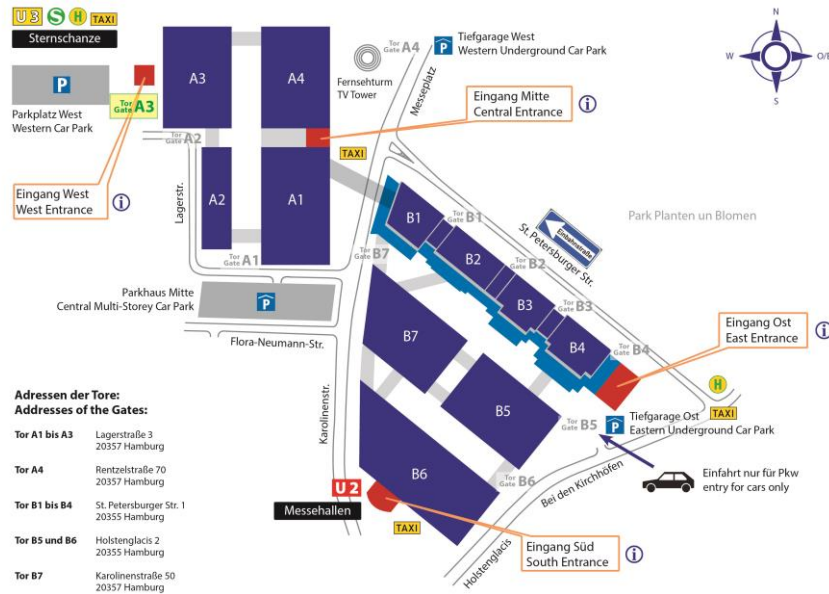 U3 S H TAXI
Sternschanze
P
Parkplatz West
Western Car Park
Tor
Gate A3
Eingang West
West Entrance
i
A3
A4
Tor
Gate A2
A2
A1
Lagerstr.
Tor
Gate A1
Fernsehturm
TV Tower
Tor
Gate A4
P
Tiefgarage West
Western Underground Car Park
Messeplatz
Eingang Mitte
Central Entrance
i
TAXI
N
W
O/E
S
Parkhaus Mitte
Central Multi-Storey Car Park
P
Flora-Neumann-Str.
Karolinenstr.
Tor
Gate B7
B1
Tor
Gate B1
B2
Tor
Gate B2
B3
Tor
Gate B3
B4
Tor
Gate B4
Einbahnstraße
St. Petersburger Str.
Park Planten un Blomen
Eingang Ost
East Entrance
i
H
TAXI
B7
B5
B6
Tor
Gate B5
P
Tiefgarage Ost
Eastern Underground Car Park
Tor
Gate B6
Bei den Kirchhöfen
Einfahrt nur für Pkw
entry for cars only
U2
Messehallen
TAXI
Eingang Süd
South Entrance
i
Holstenglacis
Adressen der Tore:
Addresses of the Gates:
Tor A1 bis A3 Lagerstraße 3
20357 Hamburg
Tor A4 Rentzelstraße 70
20357 Hamburg
Tor B1 bis B4 St. Petersburger Str. 1
20355 Hamburg
Tor B5 und B6 Holstenglacis 2
20355 Hamburg
Tor B7 Karolinenstraße 50
20357 Hamburg